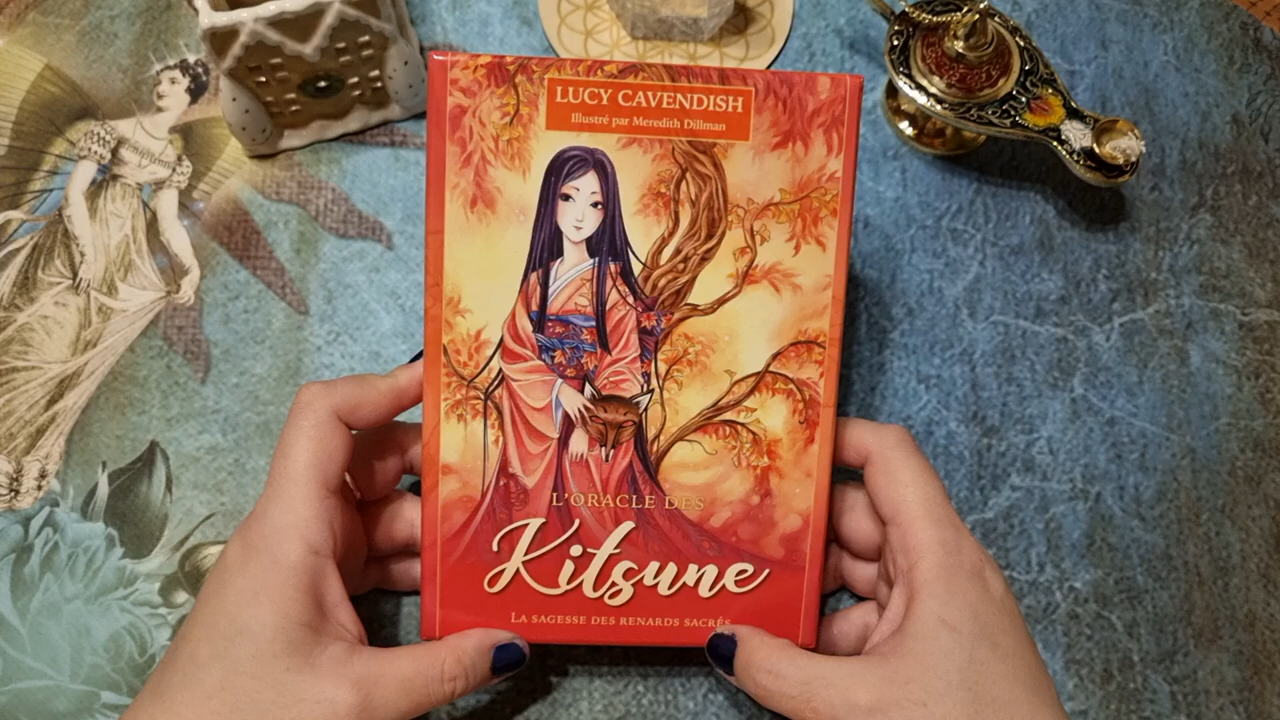 LUCY CAVENDISH
Illustré par Meredith Dillman
L'ORACLE DES
Kitsune
LA SAGESSE DES RENARDS SACRÉS